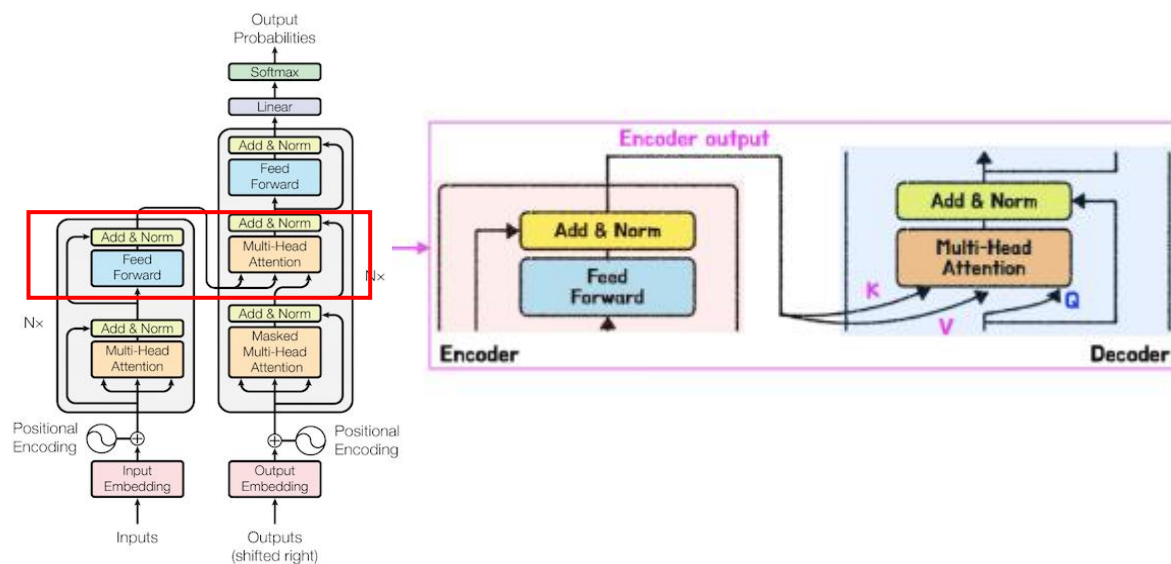 Output
Probabilities
Softmax
Linear
Add & Norm
Feed
Forward
Add & Norm
Multi-Head
Attention
Add & Norm
Masked
Multi-Head
Attention
Nx
Add & Norm
Feed
Forward
Add & Norm
Multi-Head
Attention
Nx
Positional
Encoding
Positional
Encoding
Input
Embedding
Output
Embedding
Inputs
Outputs
(shifted right)
Encoder output
Add & Norm
Feed
Forward
Encoder
Add & Norm
Multi-Head
Attention
K
V
Q
Decoder